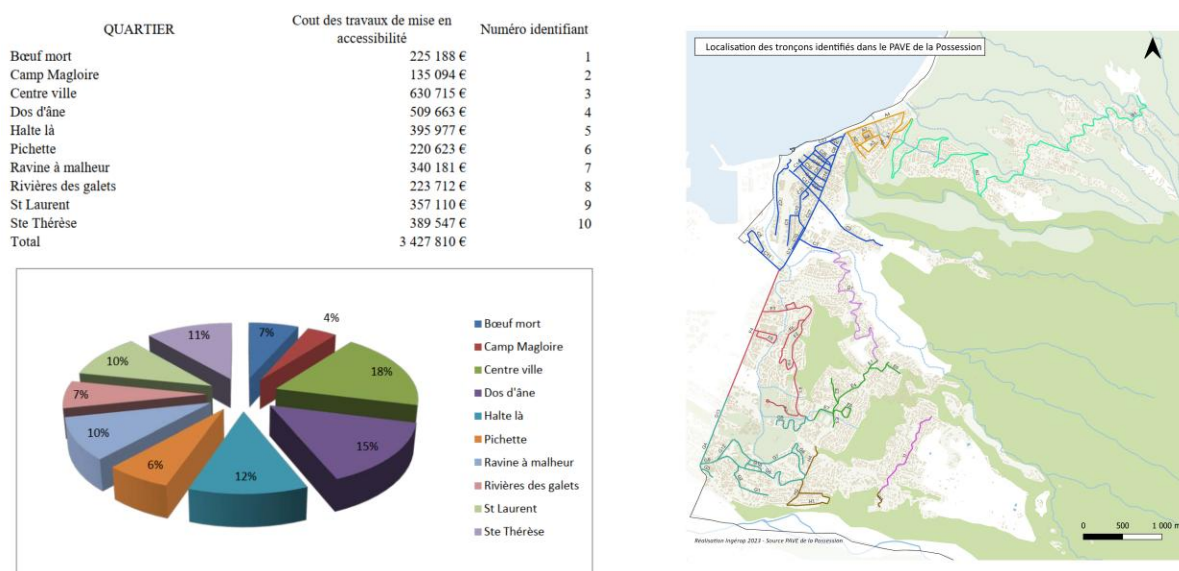 QUARTIER Cout des travaux de mise en accessibilité Numéro identifiant
Bœuf mort 225 188 € 1
Camp Magloire 135 094 € 2
Centre ville 630 715 € 3
Dos d'âne 509 663 € 4
Halte là 395 977 € 5
Pichette 220 623 € 6
Ravine à malheur 340 181 € 7
Rivières des galets 223 712 € 8
St Laurent 357 110 € 9
Ste Thérèse 389 547 € 10
Total 3 427 810 €
7%
4%
18%
15%
12%
6%
10%
7%
10%
11%
Bœuf mort
Camp Magloire
Centre ville
Dos d'âne
Halte là
Pichette
Ravine à malheur
Rivières des galets
St Laurent
Ste Thérèse
Localisation des tronçons identifiés dans le PAVE de la Possession
0 500 1 000 m
Réalisation Ingérop 2023 - Source PAVE de la Possession